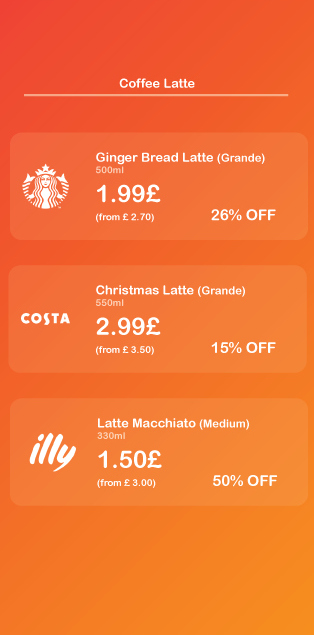 Coffee Latte
Ginger Bread Latte (Grande)
500ml
1.99£
(from £ 2.70)
26% OFF
COSTA
Christmas Latte (Grande)
550ml
2.99£
(from £ 3.50)
15% OFF
illy
Latte Macchiato (Medium)
330ml
1.50£
(from £ 3.00)
50% OFF